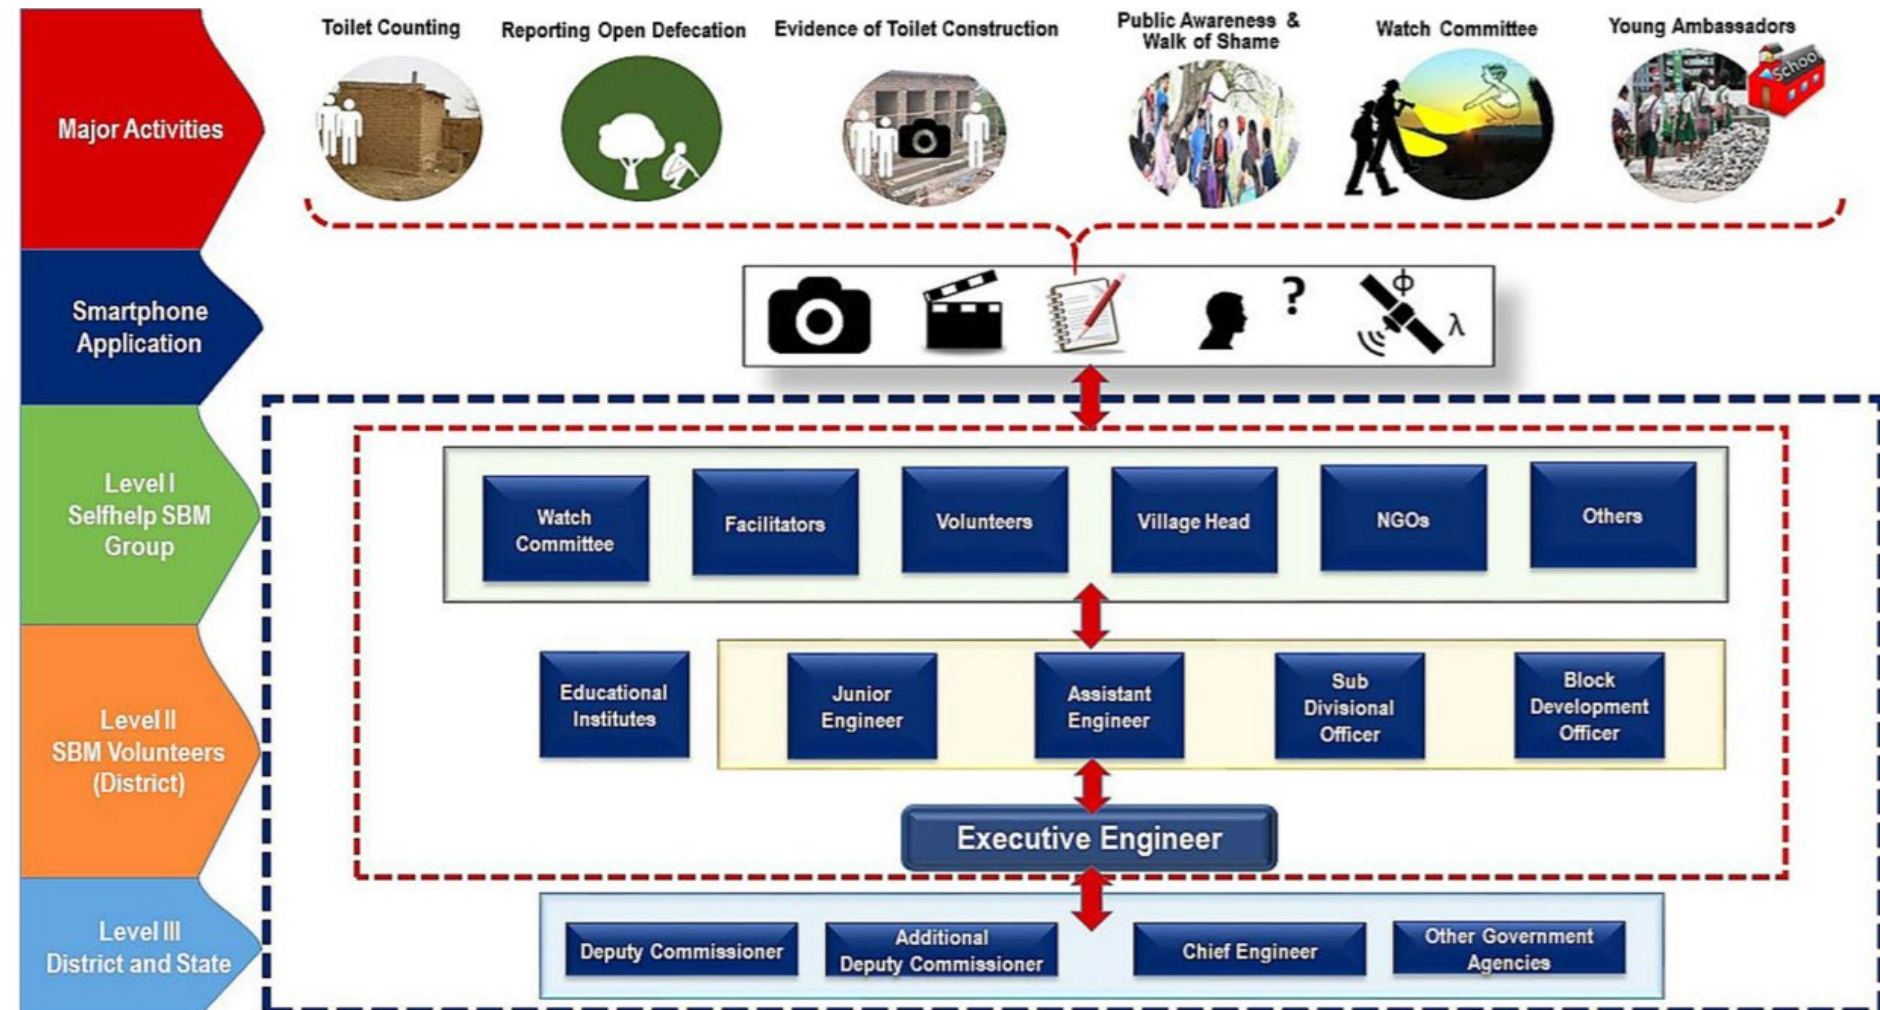 Toilet Counting
Reporting Open Defecation
Evidence of Toilet Construction
Public Awareness &
Walk of Shame
Watch Committee
Young Ambassadors
School
Major Activities
Smartphone
Application
?
Φ
λ
Level I
Selfhelp SBM
Group
Watch
Committee
Facilitators
Volunteers
Village Head
NGOs
Others
Level II
SBM Volunteers
(District)
Educational
Institutes
Junior
Engineer
Assistant
Engineer
Sub
Divisional
Officer
Block
Development
Officer
Executive Engineer
Level III
District and State
Deputy Commissioner
Additional
Deputy Commissioner
Chief Engineer
Other Government
Agencies